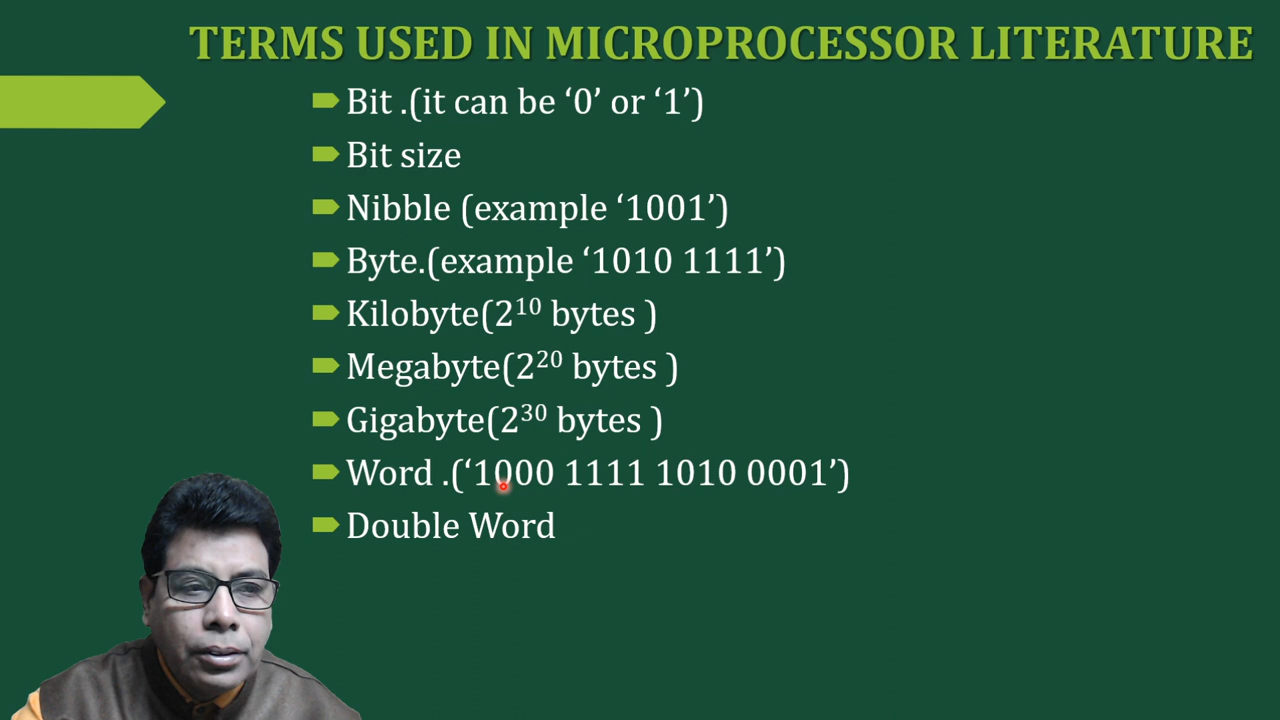 TERMS USED IN MICROPROCESSOR LITERATURE
Bit .(it can be ‘0’ or ‘1’)
Bit size
Nibble (example ‘1001’)
Byte.(example ‘1010 1111’)
Kilobyte(2¹⁰ bytes )
Megabyte(2²⁰ bytes )
Gigabyte(2³⁰ bytes )
Word .(‘1000 1111 1010 0001’)
Double Word